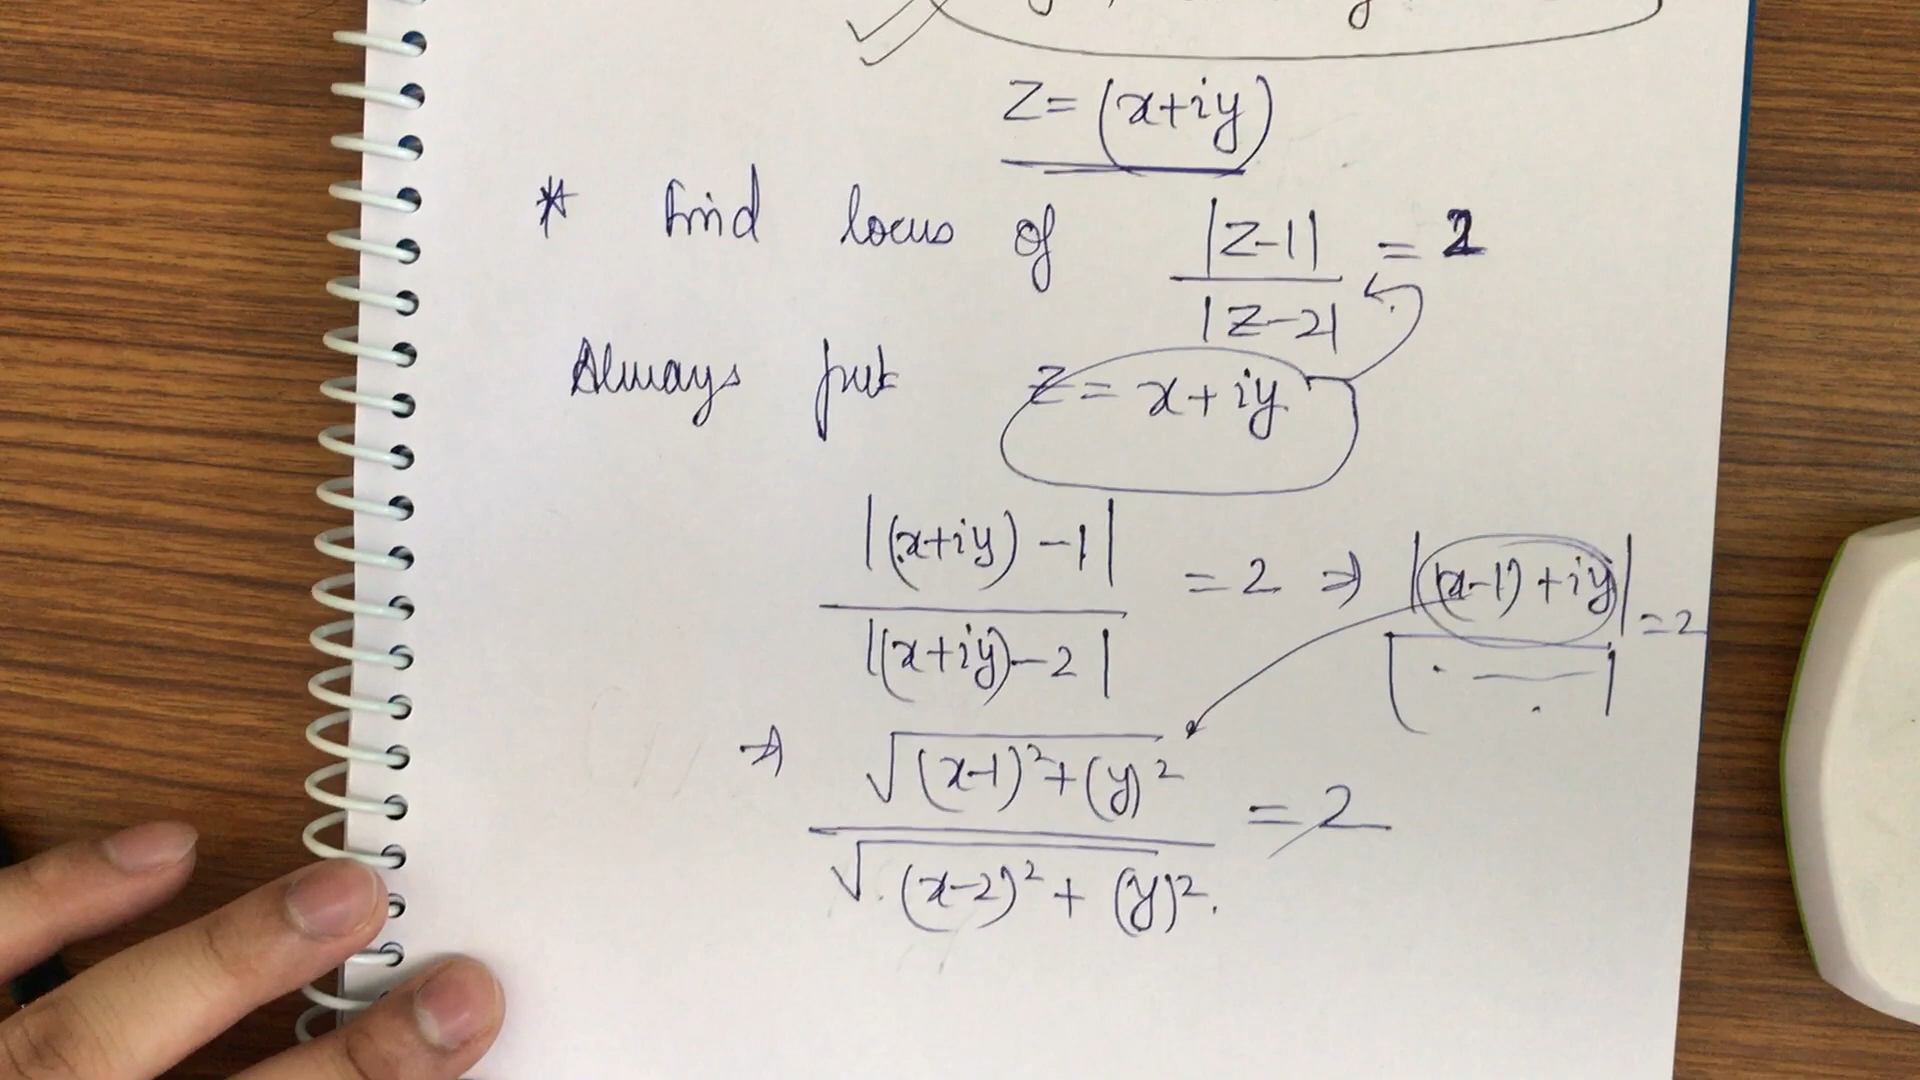 Z = (x+iy)
* Find locus of |Z-1| / |Z-2| = 2
Always put Z = x+iy
|(x+iy)-1| / |(x+iy)-2| = 2 ⇒ |(x-1)+iy| = 2
⇒ √(x-1)²+(y)² / √(x-2)²+(y)² = 2